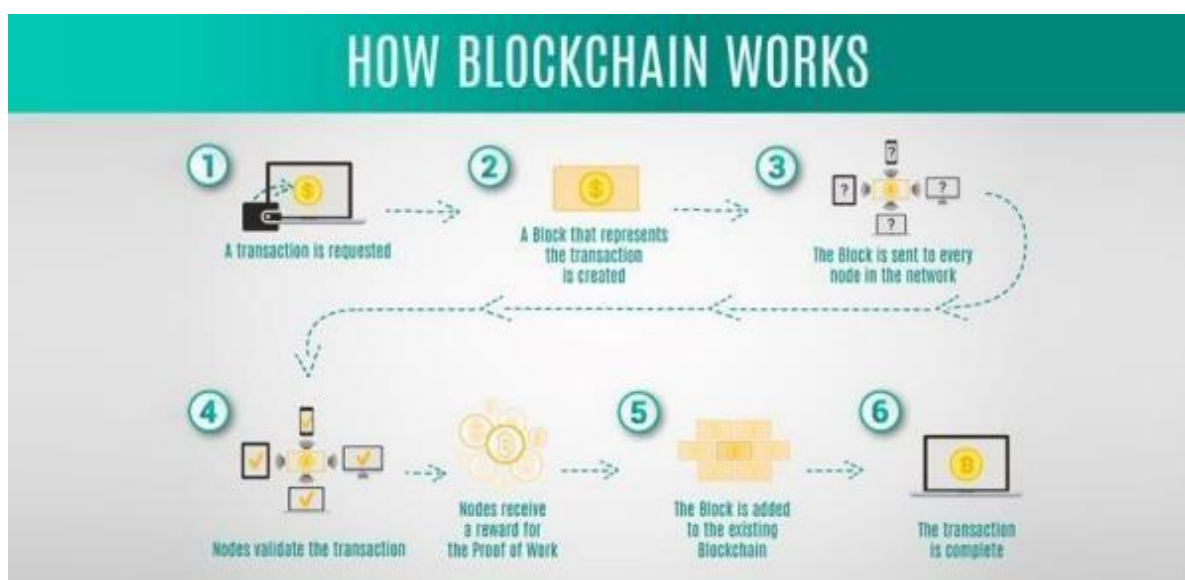 HOW BLOCKCHAIN WORKS
1
A transaction is requested
2
A Block that represents
the transaction
is created
3
? ? ? ?
The Block is sent to every
node in the network
4
Nodes validate the transaction
Nodes receive
a reward for
the Proof of Work
5
The Block is added
to the existing
Blockchain
6
The transaction
is complete